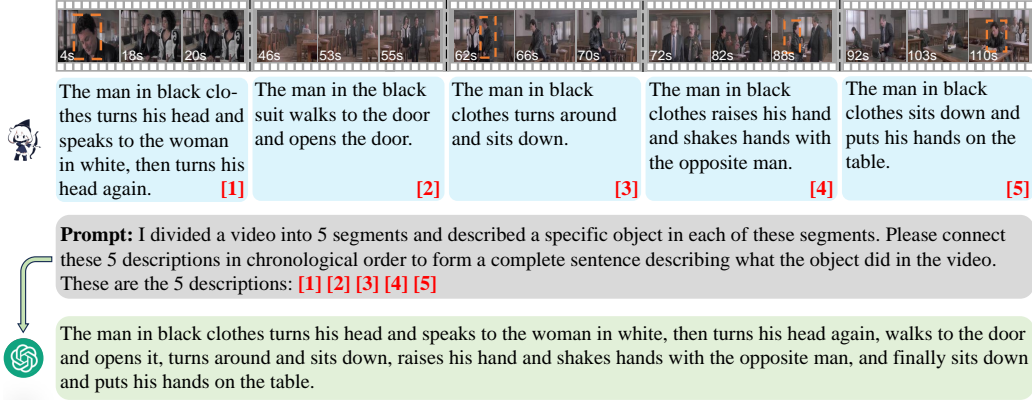 4s 18s 20s 46s 53s 55s 62s 66s 70s 72s 82s 88s 92s 103s 110s
The man in black clo-
thes turns his head and
speaks to the woman
in white, then turns his
head again. [1]
The man in the black
suit walks to the door
and opens the door.
[2]
The man in black
clothes turns around
and sits down.
[3]
The man in black
clothes raises his hand
and shakes hands with
the opposite man.
[4]
The man in black
clothes sits down and
puts his hands on the
table.
[5]
Prompt: I divided a video into 5 segments and described a specific object in each of these segments. Please connect
these 5 descriptions in chronological order to form a complete sentence describing what the object did in the video.
These are the 5 descriptions: [1] [2] [3] [4] [5]
The man in black clothes turns his head and speaks to the woman in white, then turns his head again, walks to the door
and opens it, turns around and sits down, raises his hand and shakes hands with the opposite man, and finally sits down
and puts his hands on the table.